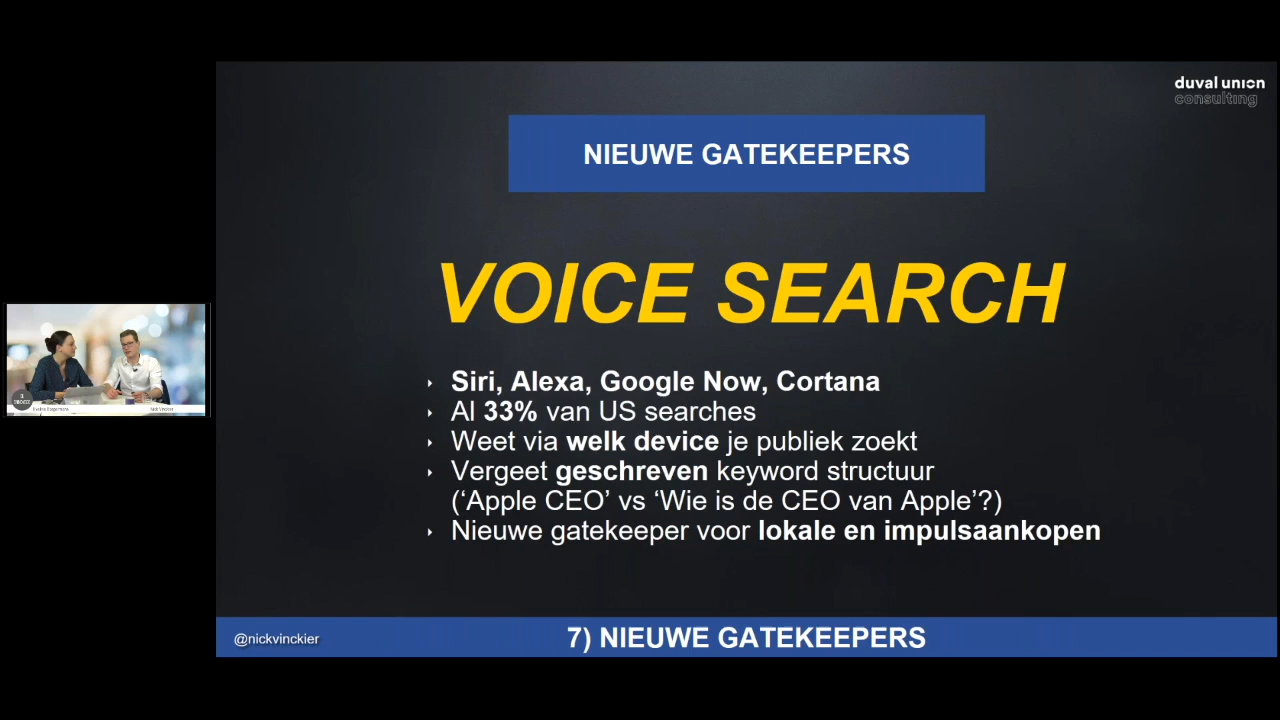 duval union
consulting
NIEUWE GATEKEEPERS
VOICE SEARCH
Siri, Alexa, Google Now, Cortana
Al 33% van US searches
Weet via welk device je publiek zoekt
Vergeet geschreven keyword structuur
(‘Apple CEO’ vs ‘Wie is de CEO van Apple’?)
Nieuwe gatekeeper voor lokale en impulsaankopen
@nickvinckier
7) NIEUWE GATEKEEPERS